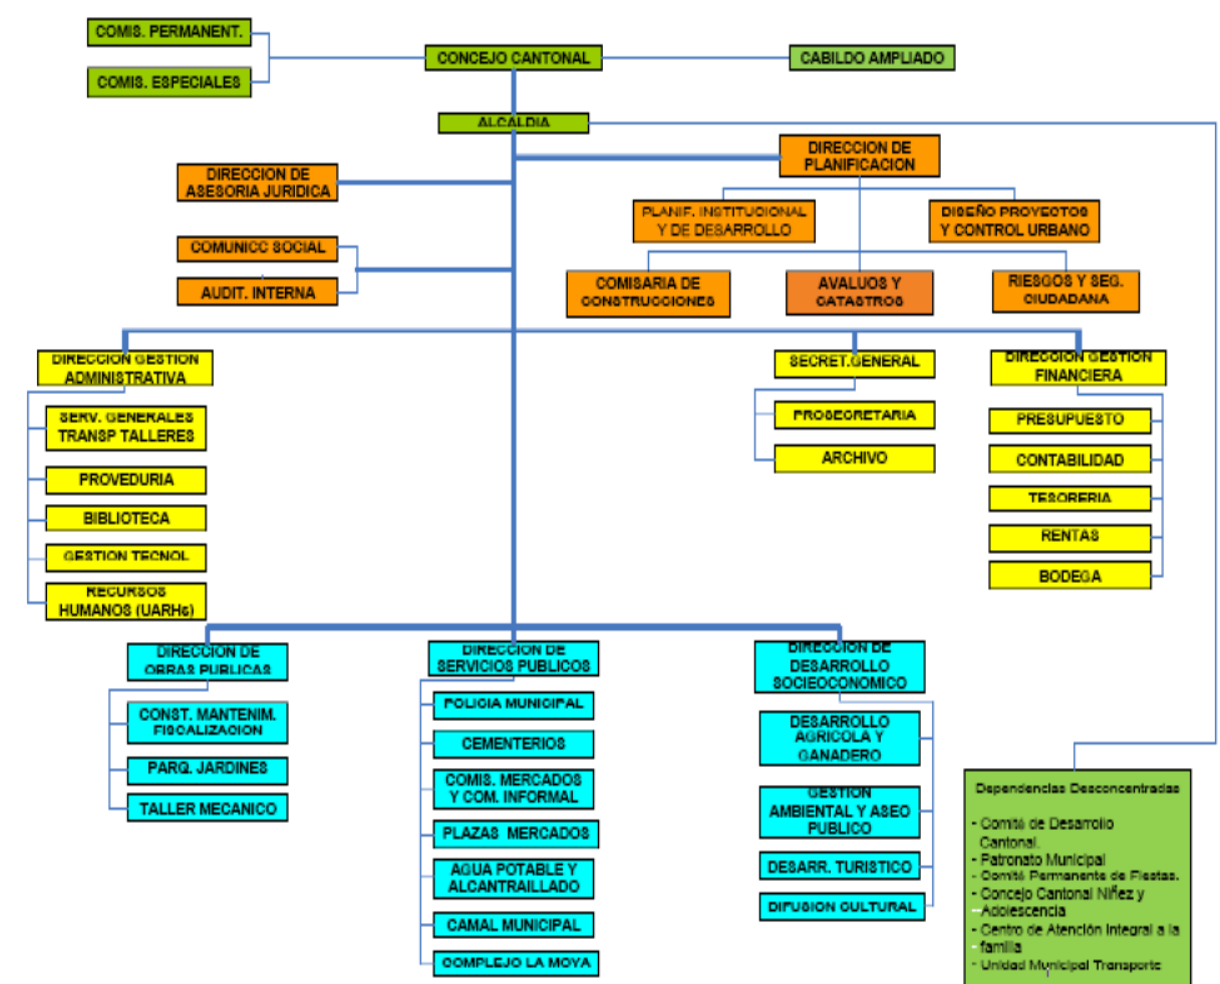 COMIS. PERMANENT.
CONCEJO CANTONAL
CABILDO AMPLIADO
COMIS. ESPECIALES
ALCALDIA
DIRECCION DE
PLANIFICACION
DIRECCION DE
ASESORIA JURIDICA
PLANIF. INSTITUCIONAL
Y DE DESARROLLO
DISEÑO PROYECTOS
Y CONTROL URBANO
COMUNICC SOCIAL
AUDIT. INTERNA
COMISARIA DE
CONSTRUCCIONES
AVALUOS Y
CATASTROS
RIESGOS Y SEG.
CIUDADANA
DIRECCION GESTION
ADMINISTRATIVA
SERV. GENERALES
TRANSP TALLERES
PROVEDURIA
BIBLIOTECA
GESTION TECNOL
RECURSOS
HUMANOS (UARHs)
SECRET.GENERAL
PROSECRETARIA
ARCHIVO
DIRECCION GESTION
FINANCIERA
PRESUPUESTO
CONTABILIDAD
TESORERIA
RENTAS
BODEGA
DIRECCION DE
OBRAS PUBLICAS
CONST. MANTENIM.
FISCALIZACION
PARQ. JARDINES
TALLER MECANICO
DIRECCION DE
SERVICIOS PUBLICOS
POLICIA MUNICIPAL
CEMENTERIOS
COMIS. MERCADOS
Y COM. INFORMAL
PLAZAS MERCADOS
AGUA POTABLE Y
ALCANTRAILLADO
CAMAL MUNICIPAL
COMPLEJO LA MOYA
DIRECCION DE
DESARROLLO
SOCIOECONOMICO
DESARROLLO
AGRICOLA Y
GANADERO
GESTION
AMBIENTAL Y ASEO
PUBLICO
DESARR. TURISTICO
DIFUSION CULTURAL
Dependencias Desconcentradas
- Comité de Desarrollo
Cantonal.
- Patronato Municipal
- Comité Permanente de Fiestas.
- Concejo Cantonal Niñez y
Adolescencia
- Centro de Atención Integral a la
familia
- Unidad Municipal Transporte